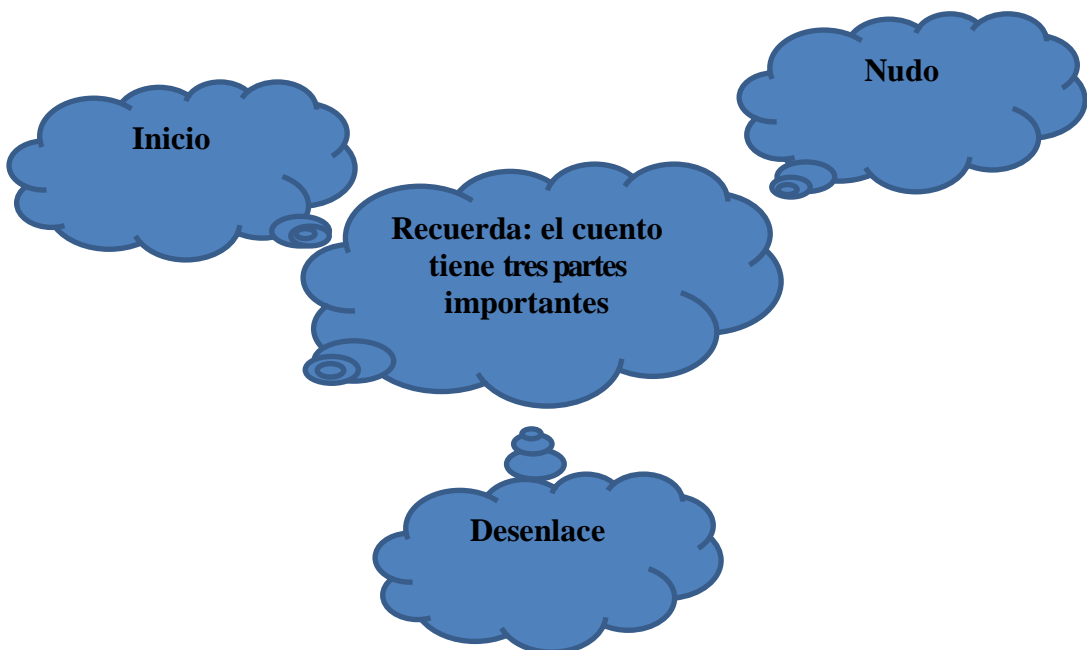 Inicio
Nudo
Recuerda: el cuento
tiene tres partes
importantes
Desenlace